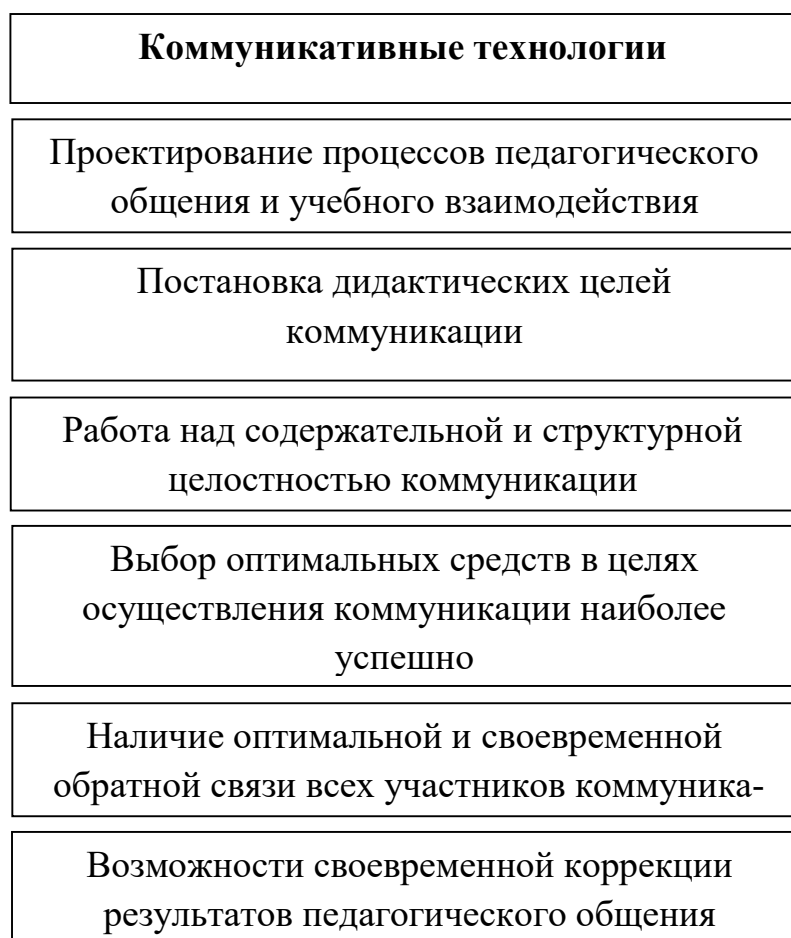 Коммуникативные технологии
Проектирование процессов педагогического
общения и учебного взаимодействия
Постановка дидактических целей
коммуникации
Работа над содержательной и структурной
целостностью коммуникации
Выбор оптимальных средств в целях
осуществления коммуникации наиболее
успешно
Наличие оптимальной и своевременной
обратной связи всех участников коммуника-
Возможности своевременной коррекции
результатов педагогического общения